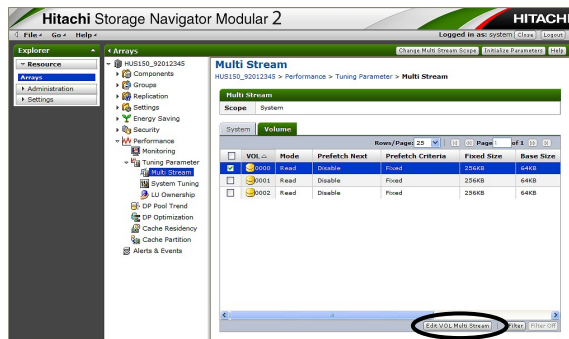 Hitachi Storage Navigator Modular 2
HITACHI
File Go Help
Logged in as: system Close Logout
Explorer
Arrays
Change Multi Stream Scope Initialize Parameters Help
Resource
Arrays
Administration
Settings
HUS150_92012345
Components
Groups
Replication
Settings
Energy Saving
Security
Performance
Monitoring
Tuning Parameter
Multi Stream
System Tuning
LU Ownership
DP Pool Trend
DP Optimization
Cache Residency
Cache Partition
Alerts & Events
Multi Stream
HUS150_92012345 > Performance > Tuning Parameter > Multi Stream
Multi Stream
Scope System
System Volume
Rows/Page: 25 Page 1 of 1
VOL Mode Prefetch Next Prefetch Criteria Fixed Size Base Size
0000 Read Disable Fixed 256KB 64KB
0001 Read Disable Fixed 256KB 64KB
0002 Read Disable Fixed 256KB 64KB
Edit VOL Multi Stream Filter Filter Off